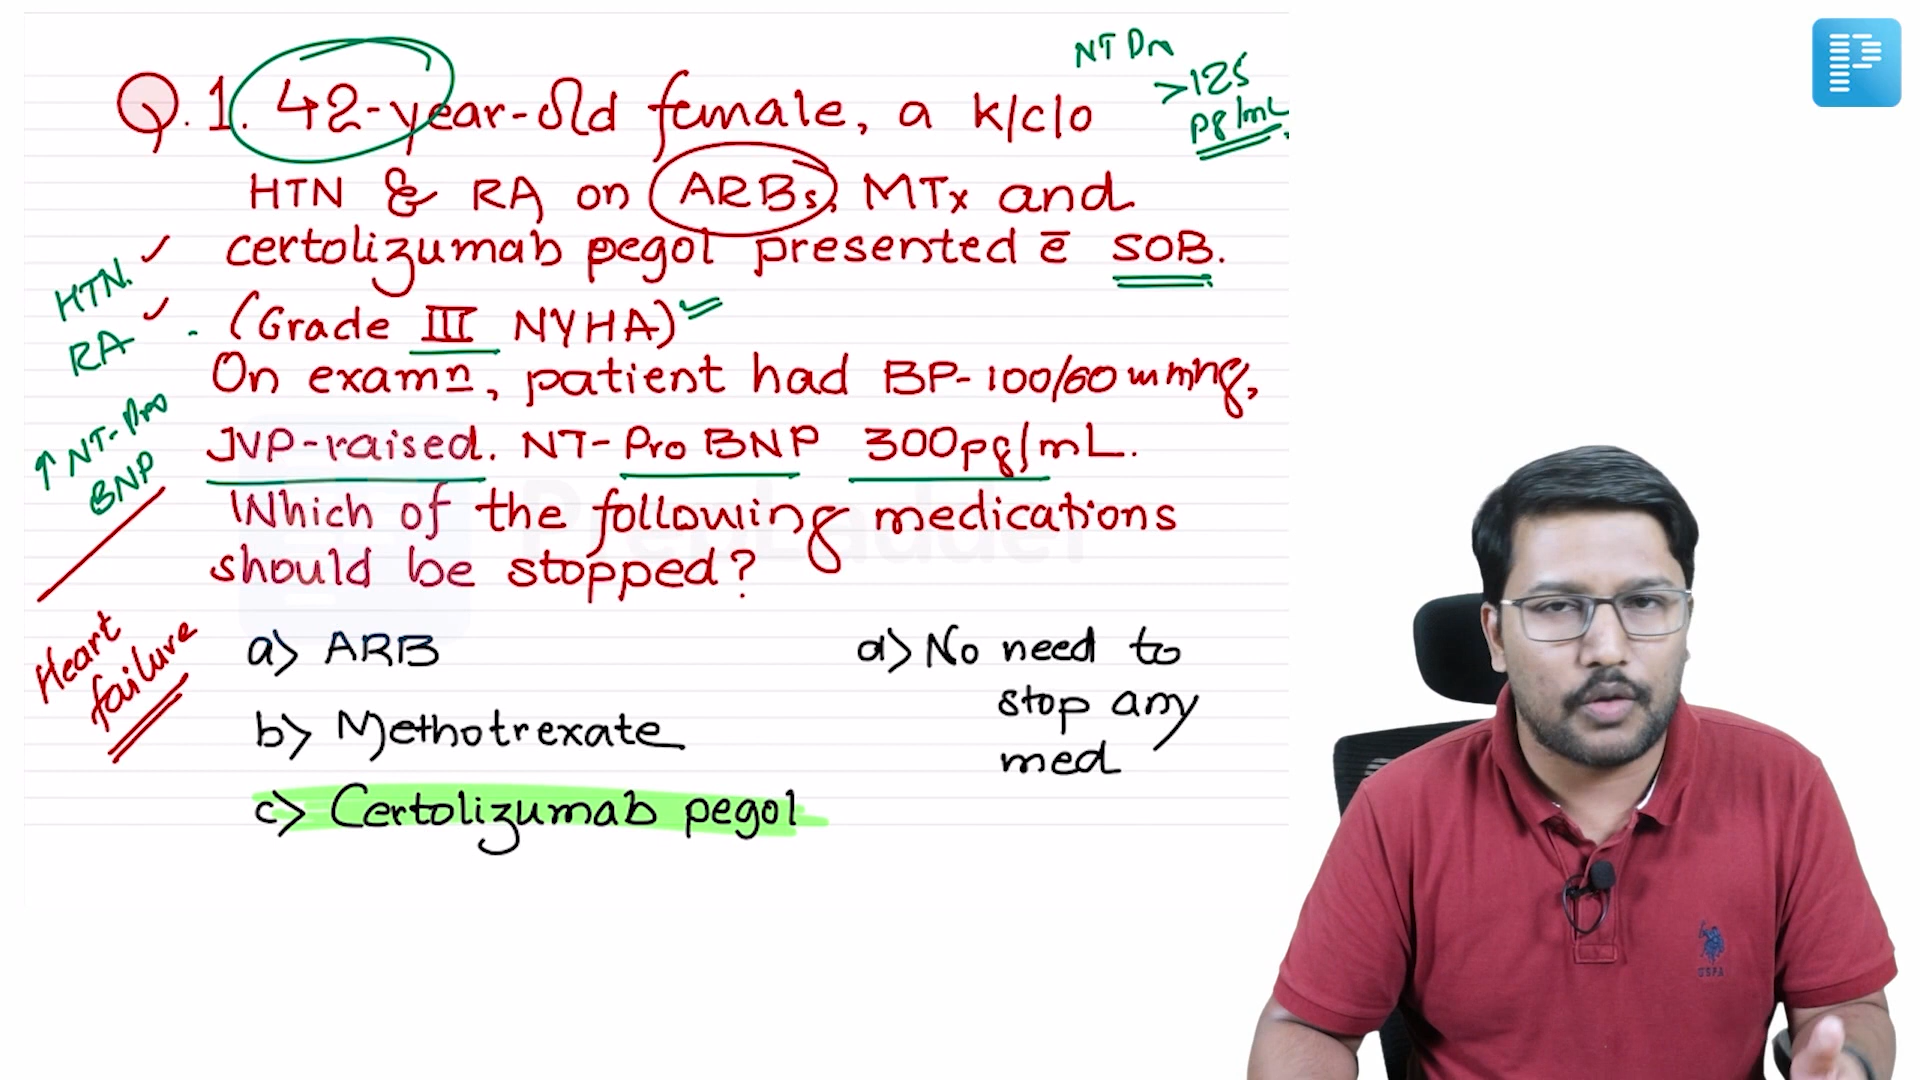 Q.1. 42-year-old female, a k/c/o
HTN & RA on ARBs, MTx and
certolizumab pegol presented c̄ SOB.
(Grade III NYHA)
On examn, patient had BP-100/60 mmHg,
JVP-raised. NT-Pro BNP 300pg/mL.
Which of the following medications
should be stopped?
a) ARB
b) Methotrexate
c) Certolizumab pegol
d) No need to
stop any
med
NT Pro
>125
pg/mL
HTN.
RA
↑ NT-Pro
BNP
Heart
failure
PrepLadder
USPA